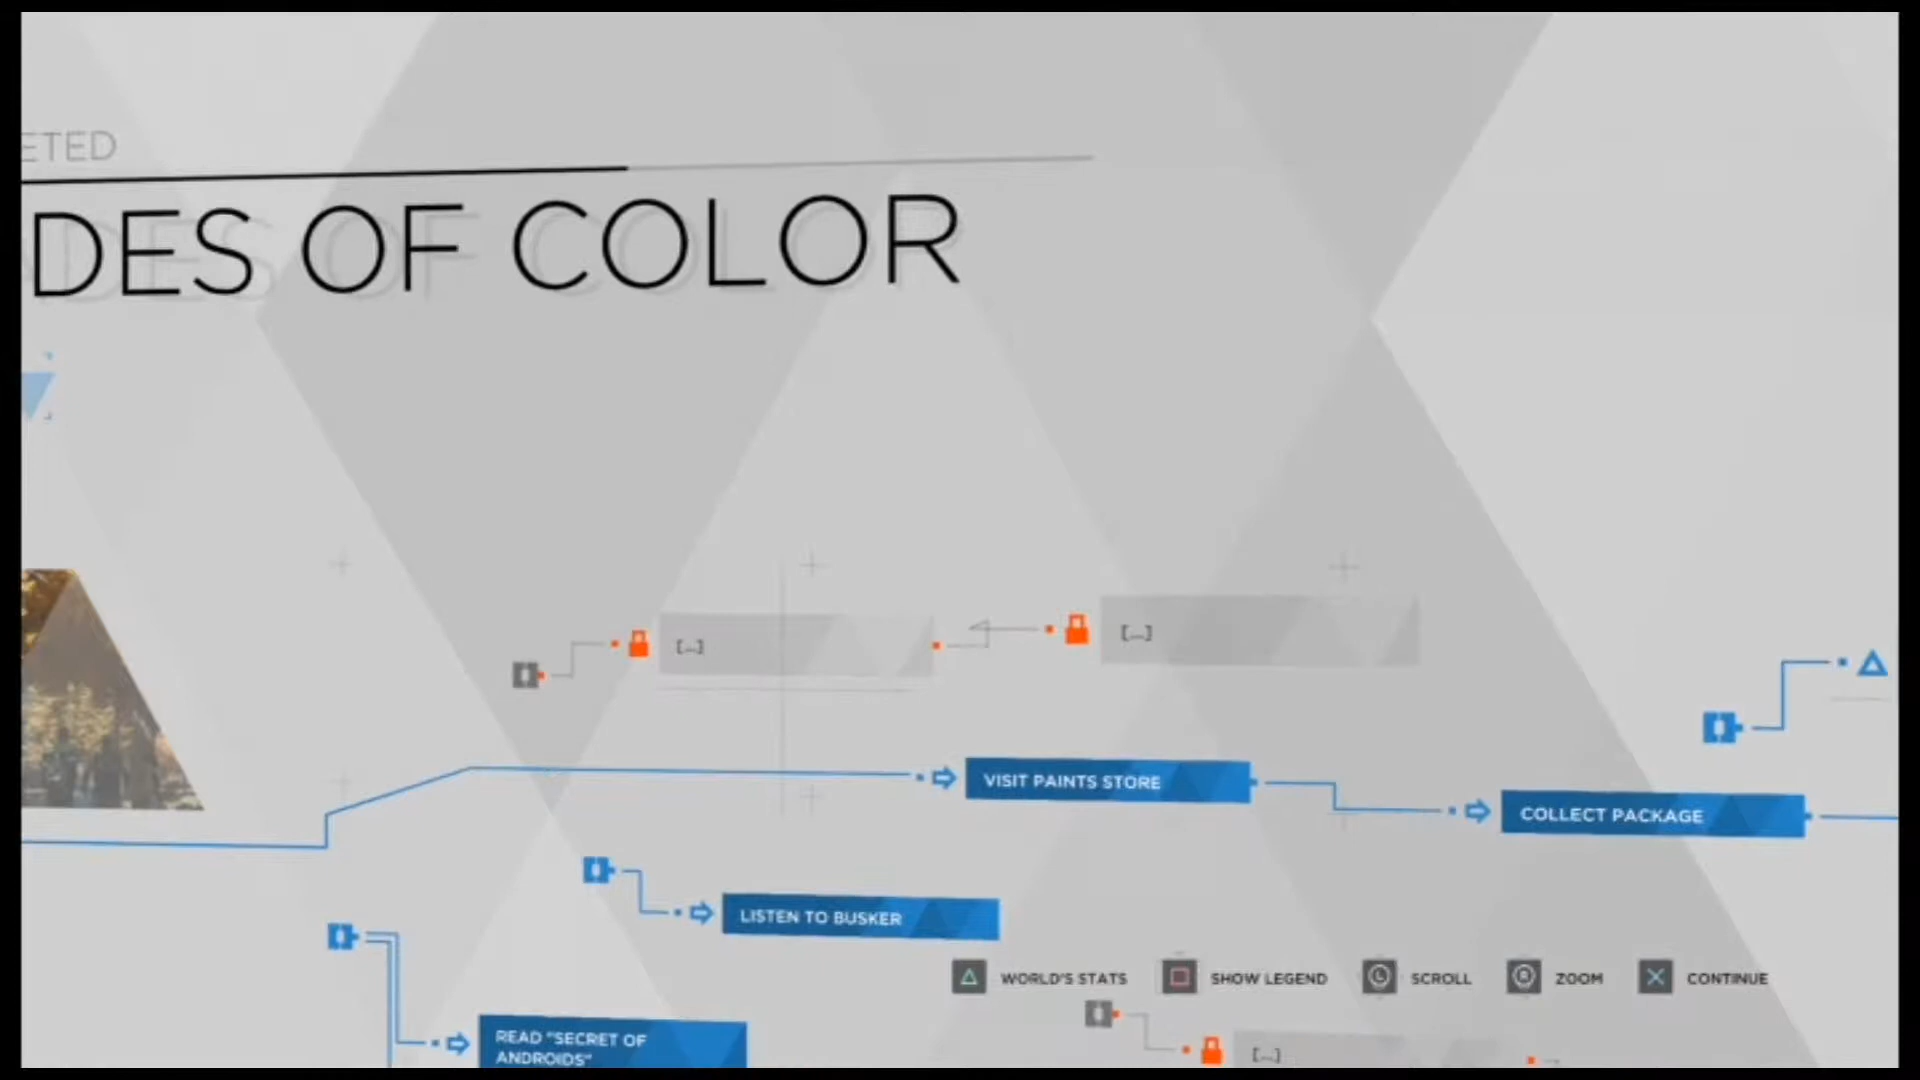 ETED
DES OF COLOR
[...]
[...]
VISIT PAINTS STORE
COLLECT PACKAGE
LISTEN TO BUSKER
WORLD'S STATS
SHOW LEGEND
SCROLL
ZOOM
CONTINUE
READ "SECRET OF
ANDROIDS"
[...]